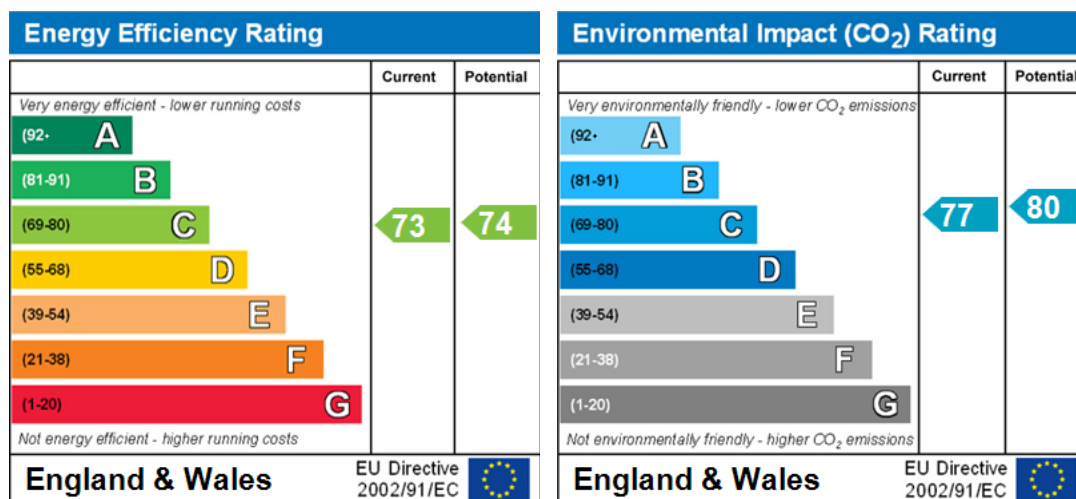 Energy Efficiency Rating
Current Potential
Very energy efficient - lower running costs
(92- A
(81-91) B
(69-80) C
73 74
(55-68) D
(39-54) E
(21-38) F
(1-20) G
Not energy efficient - higher running costs
England & Wales
EU Directive
2002/91/EC
Environmental Impact (CO₂) Rating
Current Potential
Very environmentally friendly - lower CO₂ emissions
(92- A
(81-91) B
(69-80) C
77 80
(55-68) D
(39-54) E
(21-38) F
(1-20) G
Not environmentally friendly - higher CO₂ emissions
England & Wales
EU Directive
2002/91/EC